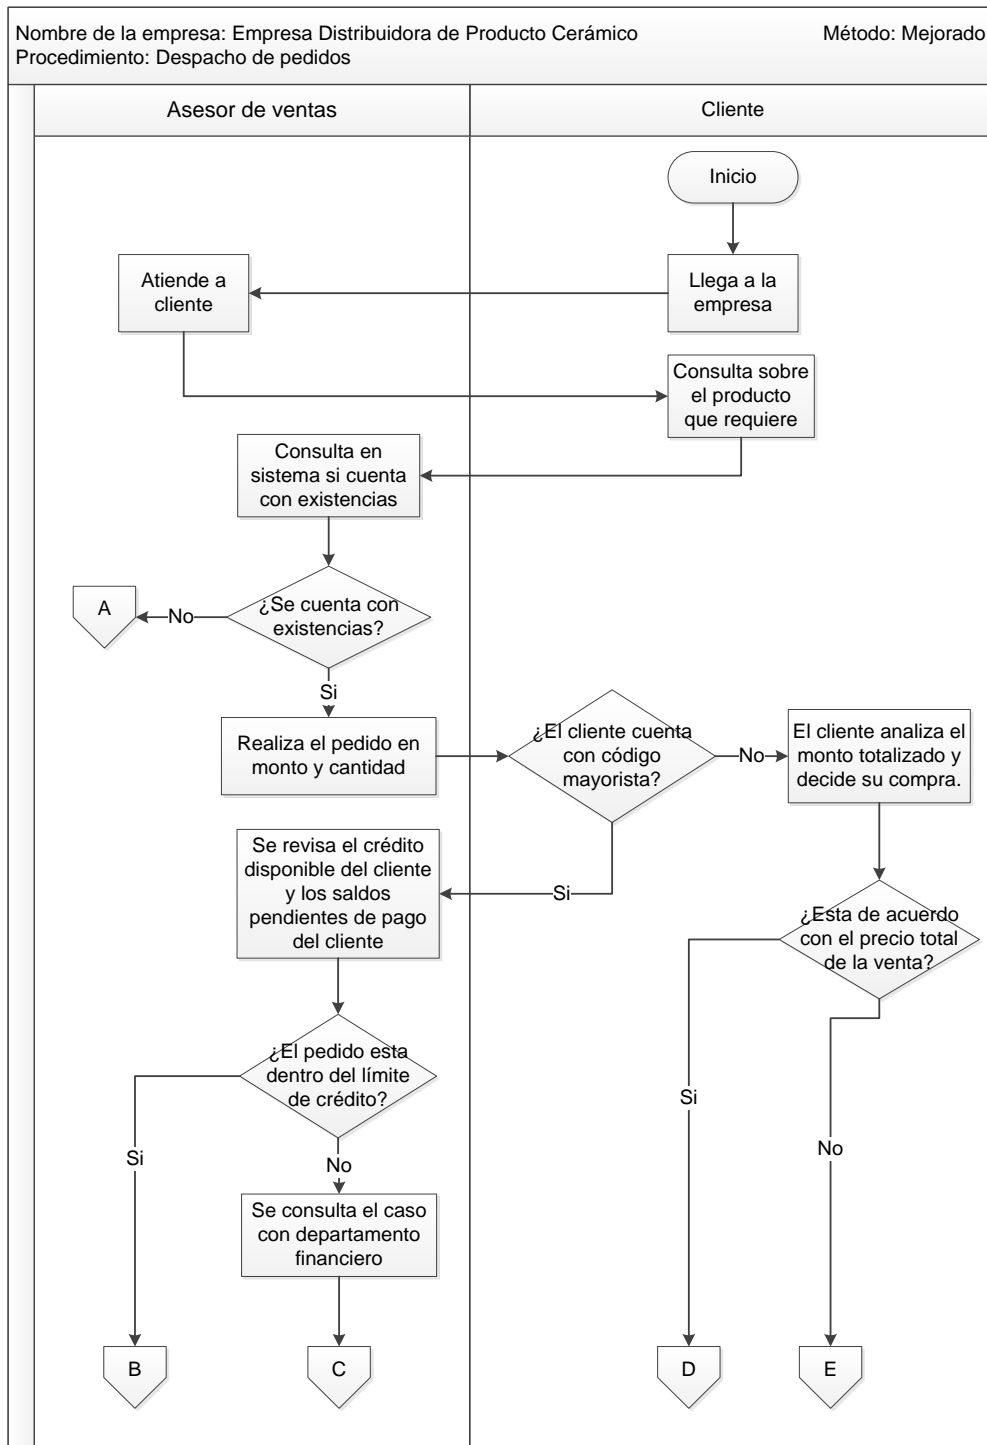 Nombre de la empresa: Empresa Distribuidora de Producto Cerámico
Método: Mejorado
Procedimiento: Despacho de pedidos
Asesor de ventas
Cliente
Inicio
Atiende a
cliente
Llega a la
empresa
Consulta sobre
el producto
que requiere
Consulta en
sistema si cuenta
con existencias
A
No
¿Se cuenta con
existencias?
Si
Realiza el pedido en
monto y cantidad
¿El cliente cuenta
con código
mayorista?
No
El cliente analiza el
monto totalizado y
decide su compra.
Se revisa el crédito
disponible del cliente
y los saldos
pendientes de pago
del cliente
Si
¿Esta de acuerdo
con el precio total
de la venta?
¿El pedido esta
dentro del límite
de crédito?
Si
Si
No
No
Se consulta el caso
con departamento
financiero
B
C
D
E